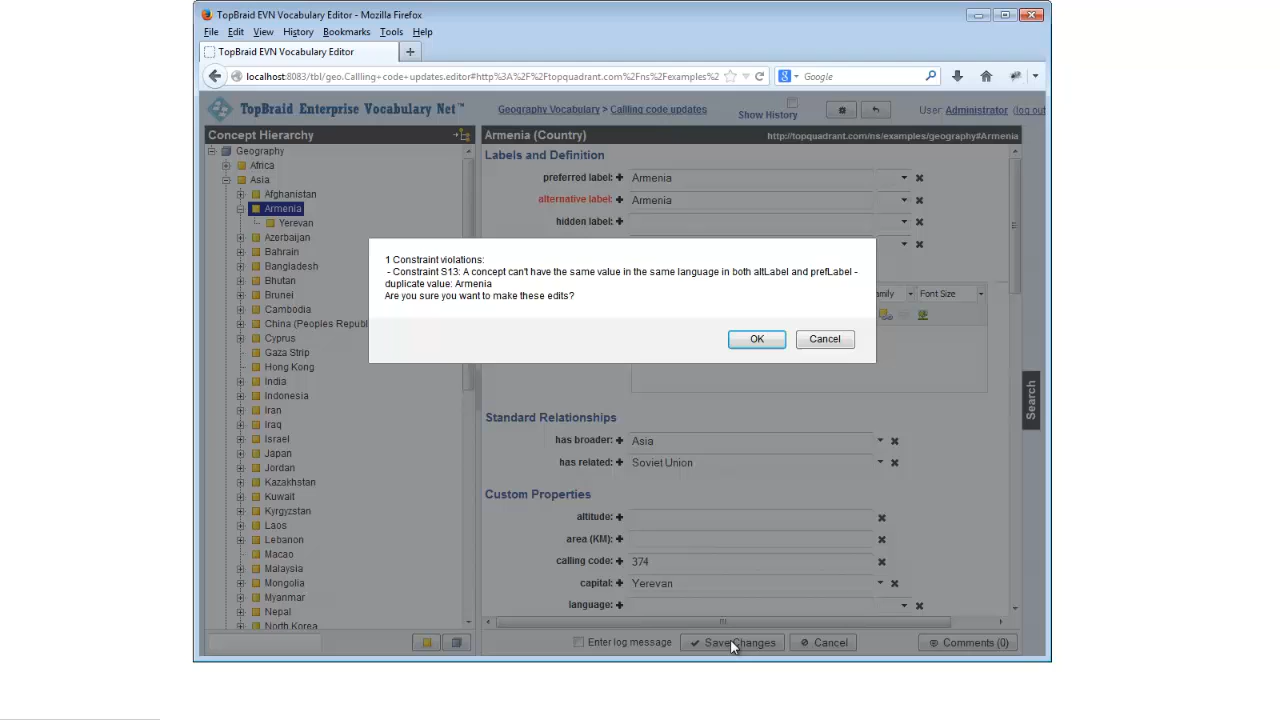 TopBraid EVN Vocabulary Editor - Mozilla Firefox
File Edit View History Bookmarks Tools Help
TopBraid EVN Vocabulary Editor
localhost:8083/tbl/geo.Callling+code+updates.editor#http%3A%2F%2Ftopquadrant.com%2Fns%2Fexamples%2
Google
TopBraid Enterprise Vocabulary Net™
Geography Vocabulary > Callling code updates
Show History
User: Administrator (log out
Concept Hierarchy
Geography
Africa
Asia
Afghanistan
Armenia
Yerevan
Azerbaijan
Bahrain
Bangladesh
Bhutan
Brunei
Cambodia
China (Peoples Republ
Cyprus
Gaza Strip
Hong Kong
India
Indonesia
Iran
Iraq
Israel
Japan
Jordan
Kazakhstan
Kuwait
Kyrgyzstan
Laos
Lebanon
Macao
Malaysia
Mongolia
Myanmar
Nepal
North Korea
Armenia (Country)
http://topquadrant.com/ns/examples/geography#Armenia
Labels and Definition
preferred label: Armenia
alternative label: Armenia
hidden label:
amily Font Size
1 Constraint violations:
- Constraint S13: A concept can't have the same value in the same language in both altLabel and prefLabel -
duplicate value: Armenia
Are you sure you want to make these edits?
OK Cancel
Standard Relationships
has broader: Asia
has related: Soviet Union
Custom Properties
altitude:
area (KM):
calling code: 374
capital: Yerevan
language:
Enter log message Save Changes Cancel Comments (0)
Search